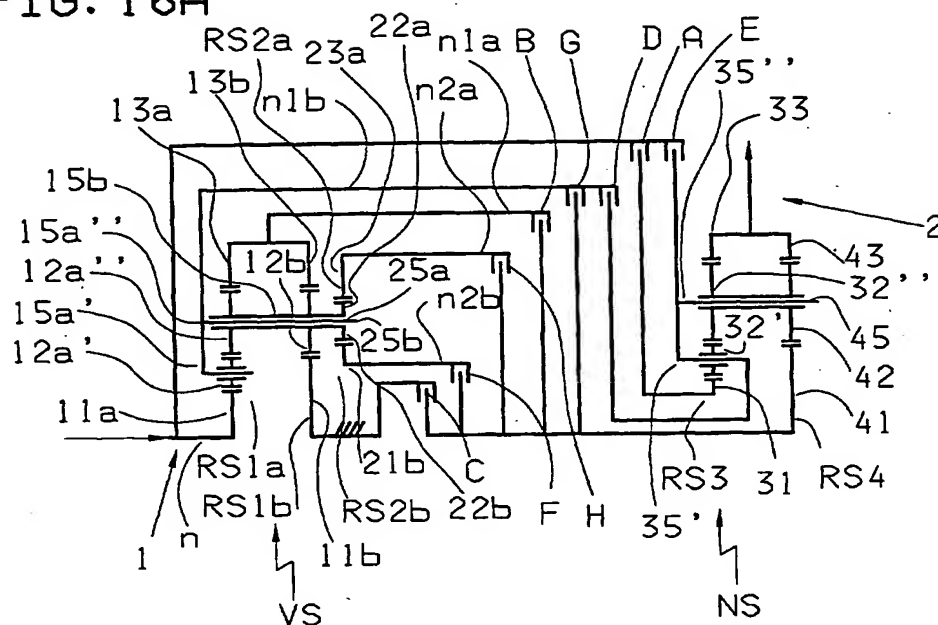 FIG. 16A
RS2a
13b
n1b
23a
22a
n1a
B
G
D
A
E
13a
n2a
35''
33
15b
15a''
12a''
15a'
12a'
11a
12b
25a
n2b
25b
2
43
32''
32'
45
42
41
RS1a
RS1b
n
1
VS
11b
RS2b
21b
22b
C
F
H
RS3
35'
31
RS4
NS